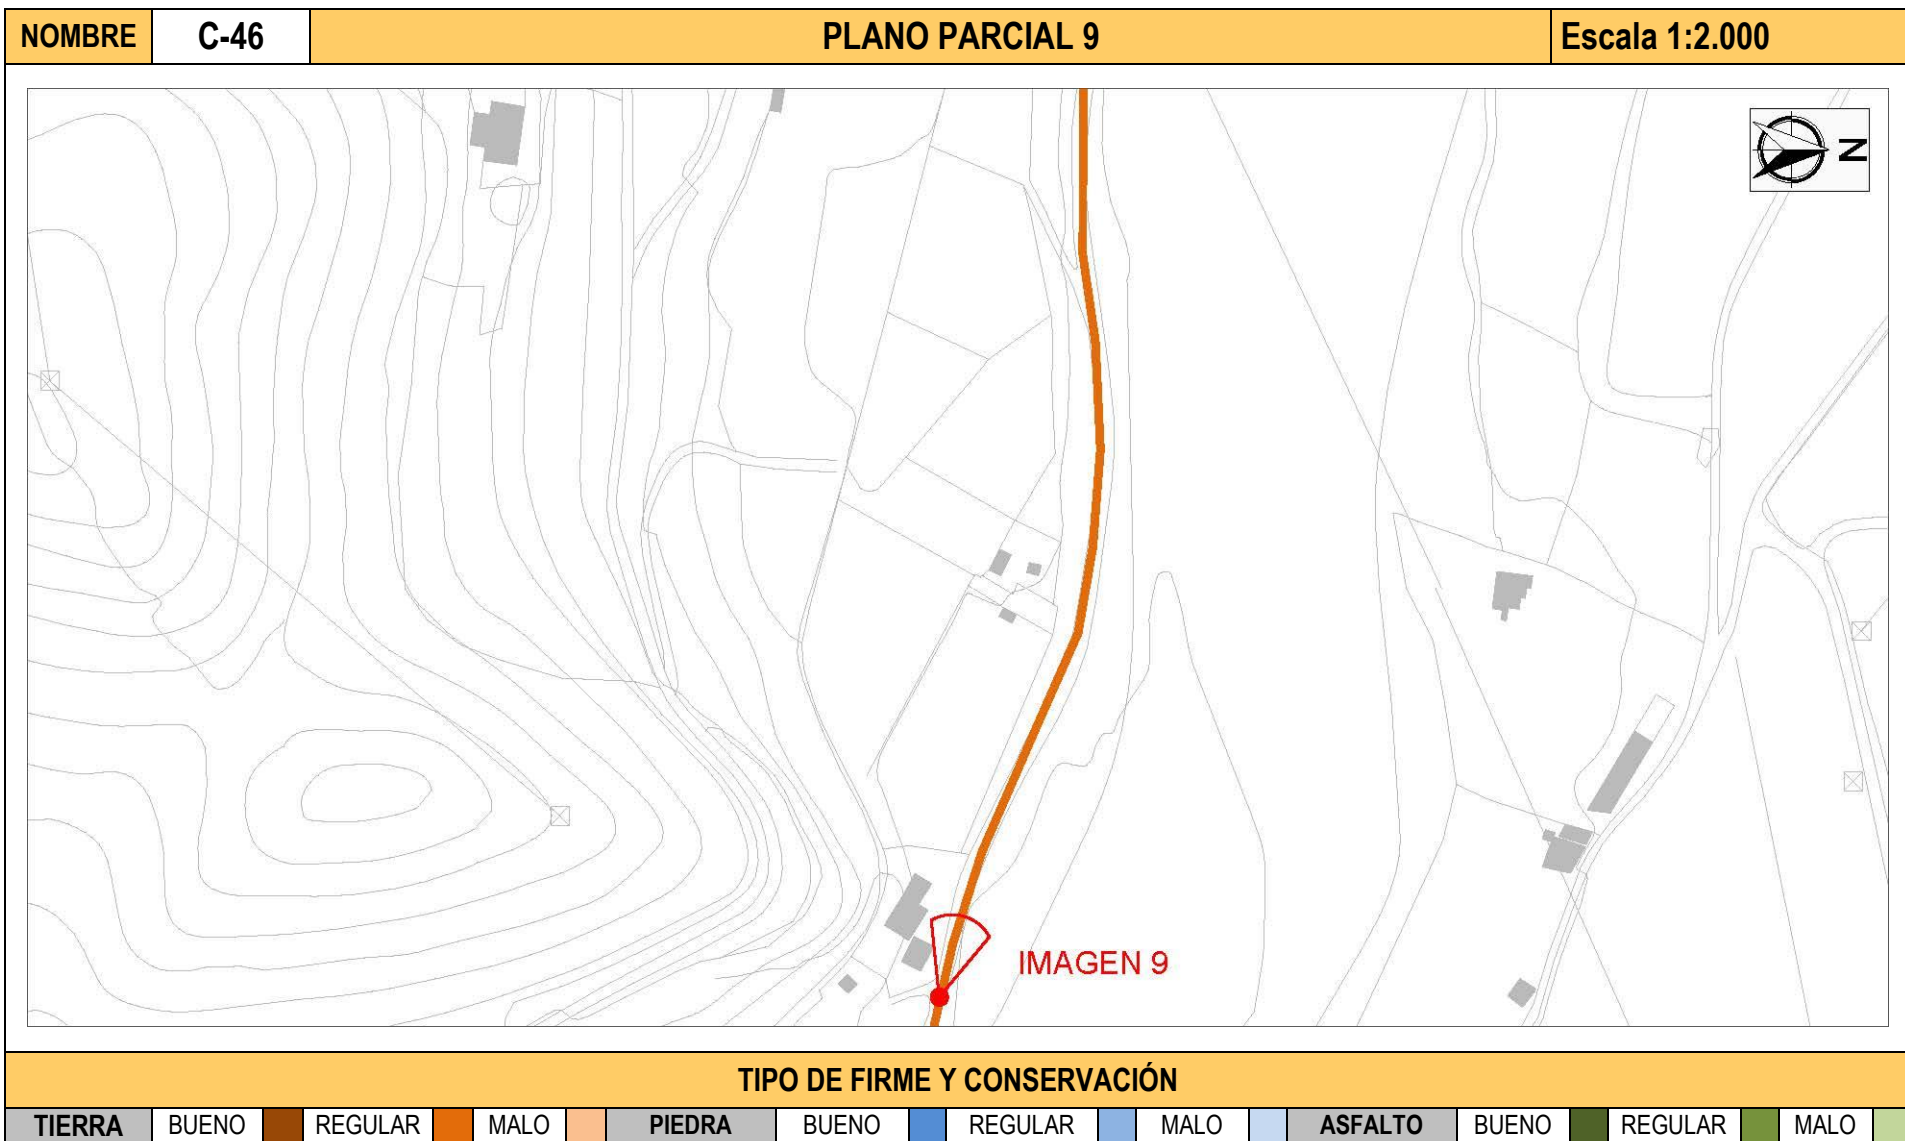 NOMBRE C-46 PLANO PARCIAL 9 Escala 1:2.000
N
IMAGEN 9
TIPO DE FIRME Y CONSERVACIÓN
TIERRA BUENO REGULAR MALO PIEDRA BUENO REGULAR MALO ASFALTO BUENO REGULAR MALO